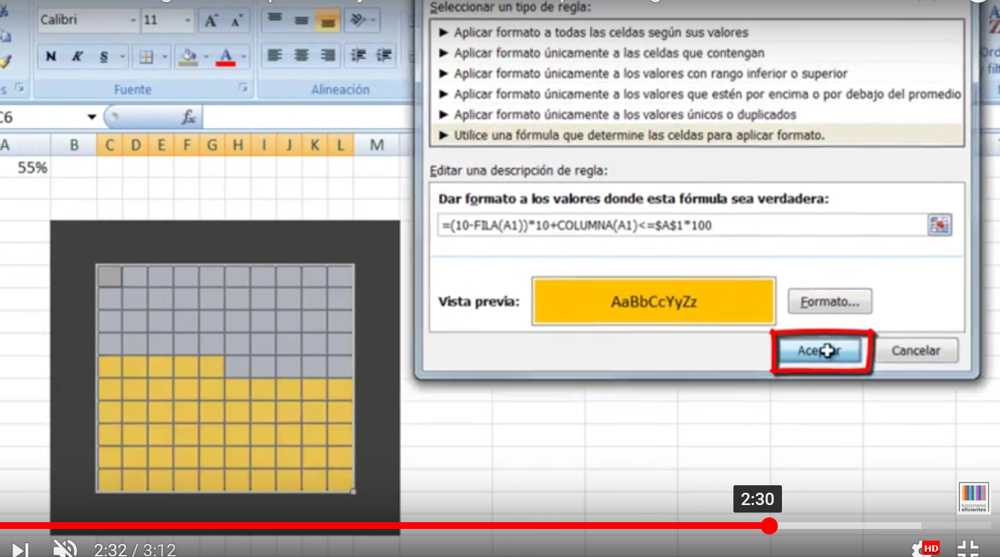 Seleccionar un tipo de regla:
Calibri
11
Aplicar formato a todas las celdas según sus valores
Aplicar formato únicamente a las celdas que contengan
N K S
Aplicar formato únicamente a los valores con rango inferior o superior
Fuente
Alineación
Aplicar formato únicamente a los valores que estén por encima o por debajo del promedio
C6
fx
Aplicar formato únicamente a los valores únicos o duplicados
Utilice una fórmula que determine las celdas para aplicar formato.
A B C D E F G H I J K L M
55%
Editar una descripción de regla:
Dar formato a los valores donde esta fórmula sea verdadera:
=(10-FILA(A1))*10+COLUMNA(A1)<=$A$1*100
Vista previa:
AaBbCcYyZz
Formato...
Aceptar
Cancelar
2:30
funcionarios
eficientes
2:32 / 3:12
HD